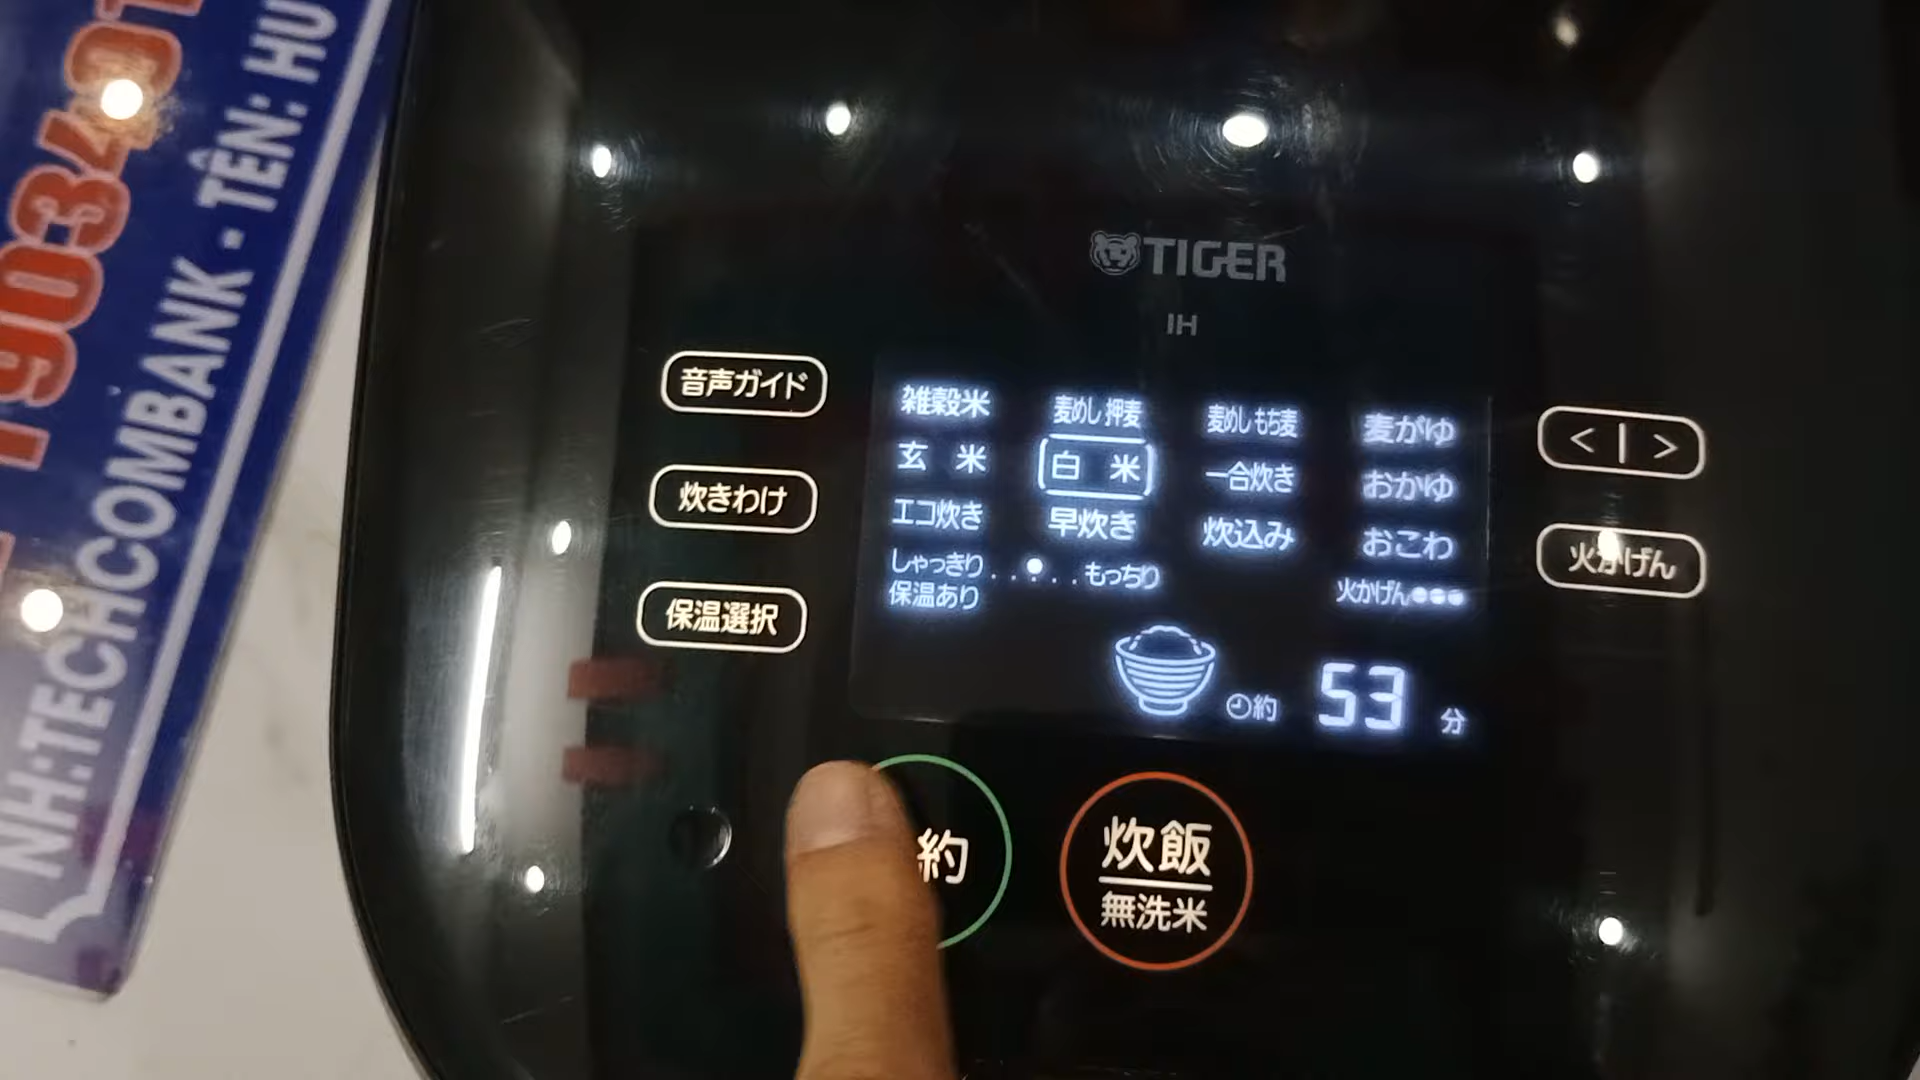 19034
NH:TECHCOMBANK - TÊN: HU
TIGER
IH
音声ガイド
炊きわけ
保温選択
雑穀米 麦めし 押麦 麦めし もち麦 麦がゆ
玄 米 白 米 一合炊き おかゆ
エコ炊き 早炊き 炊込み おこわ
しゃっきり もっちり
保温あり 火かげん
約 53 分
< | >
火かげん
約
炊飯
無洗米